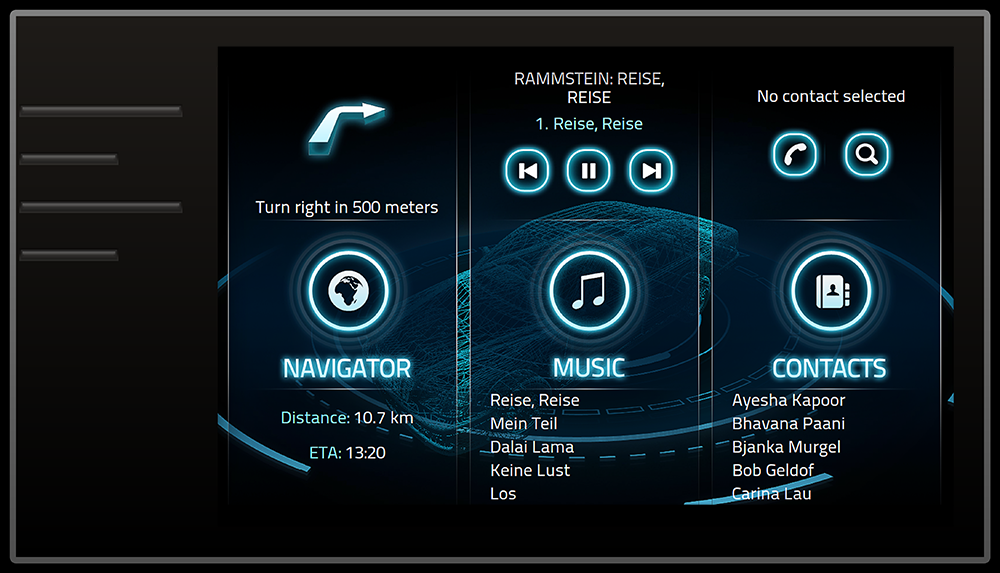 Turn right in 500 meters
NAVIGATOR
Distance: 10.7 km
ETA: 13:20
RAMMSTEIN: REISE,
REISE
1. Reise, Reise
MUSIC
Reise, Reise
Mein Teil
Dalai Lama
Keine Lust
Los
No contact selected
CONTACTS
Ayesha Kapoor
Bhavana Paani
Bjanka Murgel
Bob Geldof
Carina Lau